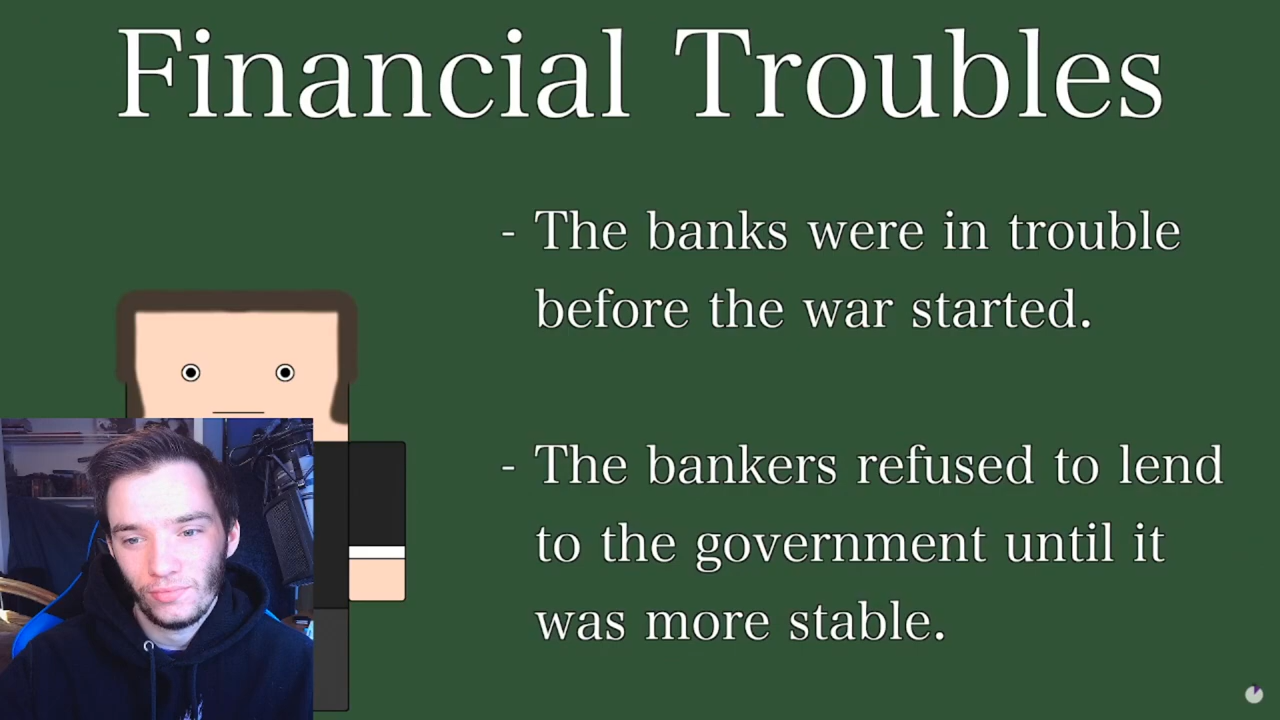 Financial Troubles
- The banks were in trouble
before the war started.
- The bankers refused to lend
to the government until it
was more stable.